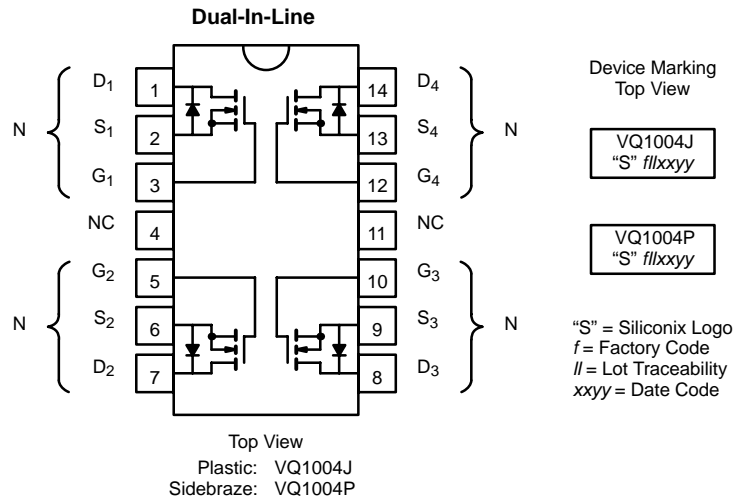 Dual-In-Line
D1 1 14 D4
N S1 2 13 S4 N
G1 3 12 G4
NC 4 11 NC
G2 5 10 G3
N S2 6 9 S3 N
D2 7 8 D3
Top View
Plastic: VQ1004J
Sidebraze: VQ1004P
Device Marking
Top View
VQ1004J
“S” fllxxyy
VQ1004P
“S” fllxxyy
“S” = Siliconix Logo
f = Factory Code
ll = Lot Traceability
xxyy = Date Code